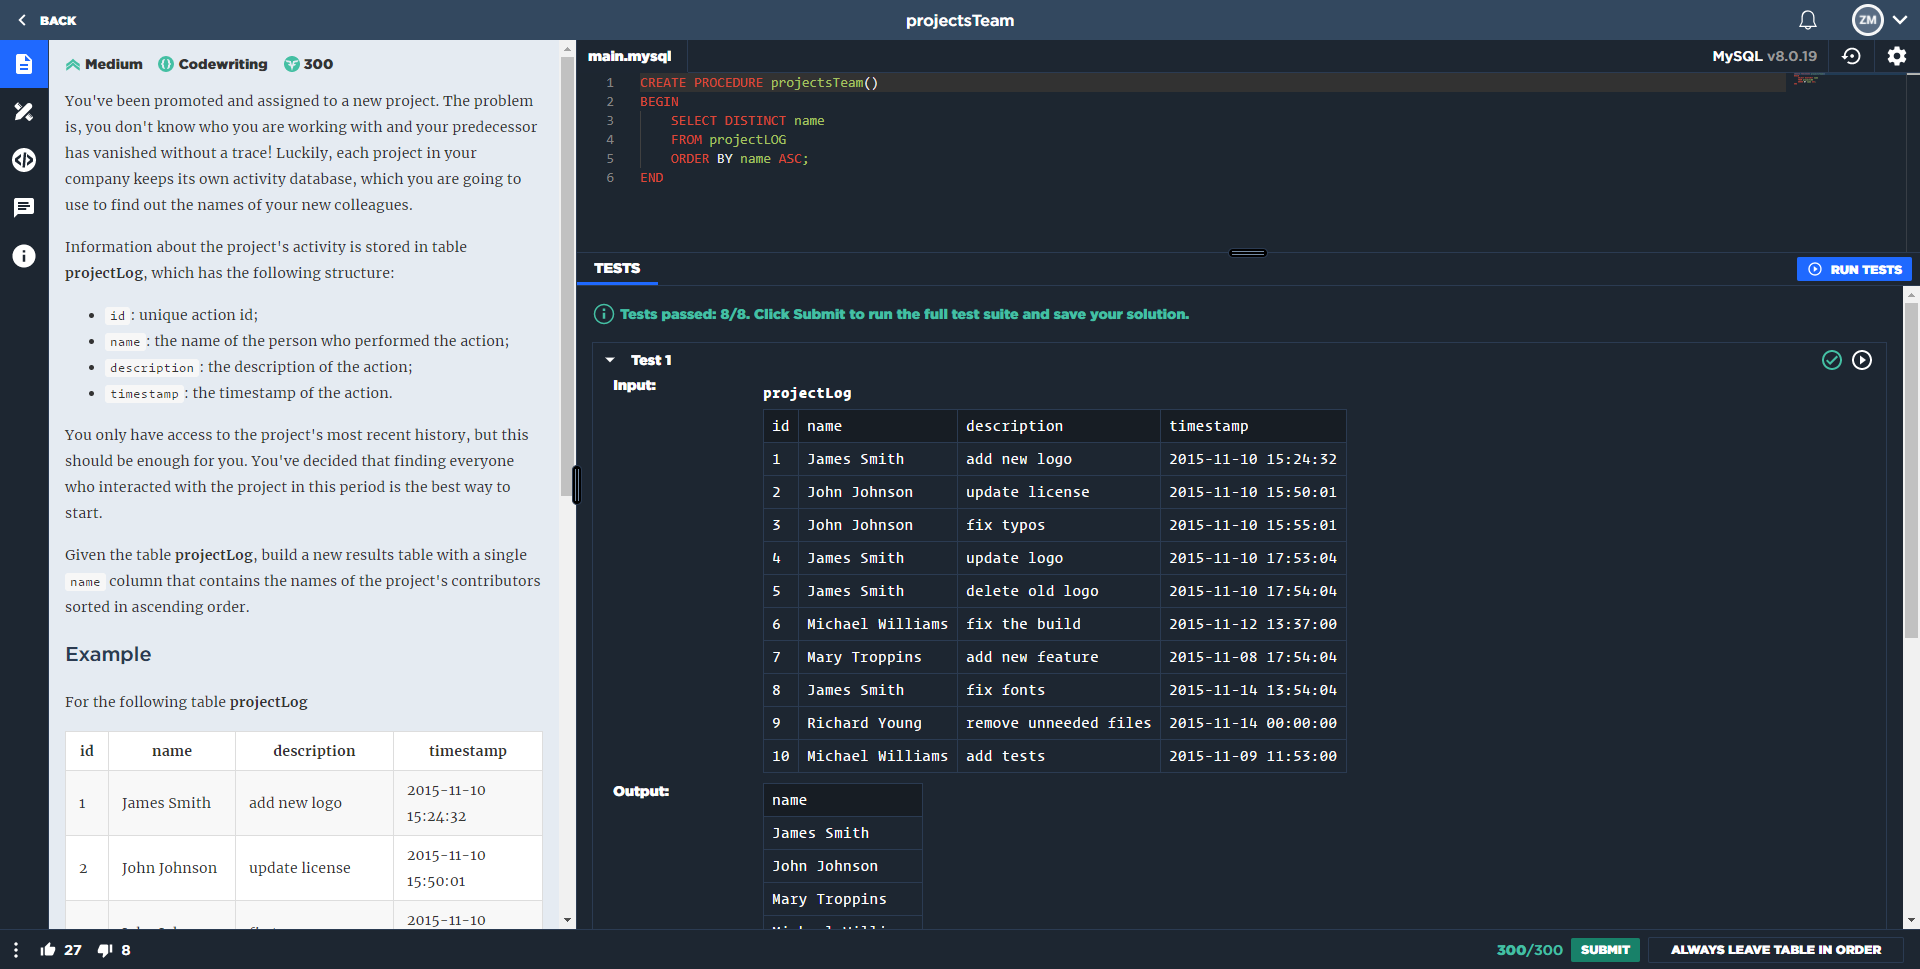 BACK
projectsTeam
ZM
Medium Codewriting 300
You've been promoted and assigned to a new project. The problem
is, you don't know who you are working with and your predecessor
has vanished without a trace! Luckily, each project in your
company keeps its own activity database, which you are going to
use to find out the names of your new colleagues.
Information about the project's activity is stored in table
projectLog, which has the following structure:
• id : unique action id;
• name : the name of the person who performed the action;
• description : the description of the action;
• timestamp : the timestamp of the action.
You only have access to the project's most recent history, but this
should be enough for you. You've decided that finding everyone
who interacted with the project in this period is the best way to
start.
Given the table projectLog, build a new results table with a single
name column that contains the names of the project's contributors
sorted in ascending order.
Example
For the following table projectLog
id name description timestamp
1 James Smith add new logo 2015-11-10 15:24:32
2 John Johnson update license 2015-11-10 15:50:01
2015-11-10
main.mysql
MySQL v8.0.19
1 CREATE PROCEDURE projectsTeam()
2 BEGIN
3 SELECT DISTINCT name
4 FROM projectLOG
5 ORDER BY name ASC;
6 END
TESTS
RUN TESTS
Tests passed: 8/8. Click Submit to run the full test suite and save your solution.
Test 1
Input:
projectLog
id name description timestamp
1 James Smith add new logo 2015-11-10 15:24:32
2 John Johnson update license 2015-11-10 15:50:01
3 John Johnson fix typos 2015-11-10 15:55:01
4 James Smith update logo 2015-11-10 17:53:04
5 James Smith delete old logo 2015-11-10 17:54:04
6 Michael Williams fix the build 2015-11-12 13:37:00
7 Mary Troppins add new feature 2015-11-08 17:54:04
8 James Smith fix fonts 2015-11-14 13:54:04
9 Richard Young remove unneeded files 2015-11-14 00:00:00
10 Michael Williams add tests 2015-11-09 11:53:00
Output:
name
James Smith
John Johnson
Mary Troppins
27 8
300/300 SUBMIT ALWAYS LEAVE TABLE IN ORDER